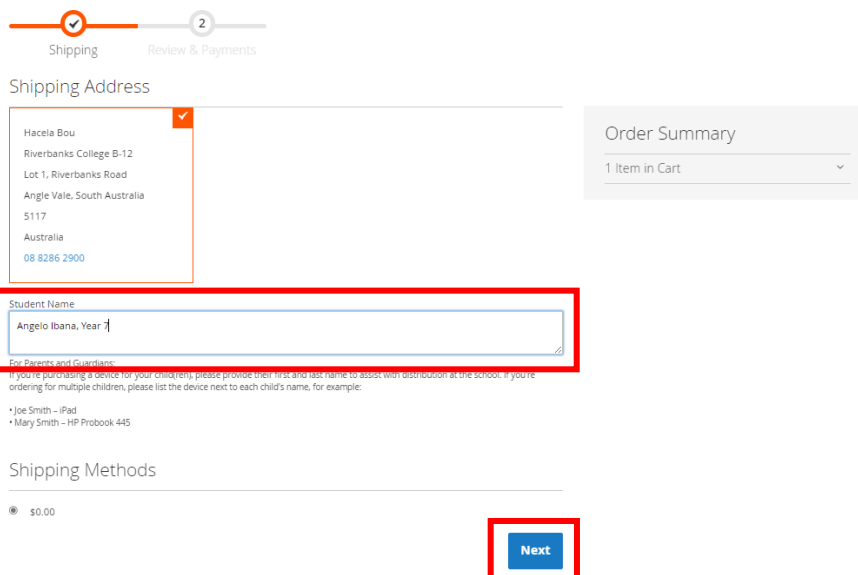 2
Shipping
Review & Payments
Shipping Address
Hacela Bou
Riverbanks College B-12
Lot 1, Riverbanks Road
Angle Vale, South Australia
5117
Australia
08 8286 2900
Order Summary
1 Item in Cart
Student Name
Angelo Ibana, Year 7
For Parents and Guardians:
If you're purchasing a device for your child(ren), please provide their first and last name to assist with distribution at the school. If you're
ordering for multiple children, please list the device next to each child's name, for example:
• Joe Smith – iPad
• Mary Smith – HP Probook 445
Shipping Methods
$0.00
Next